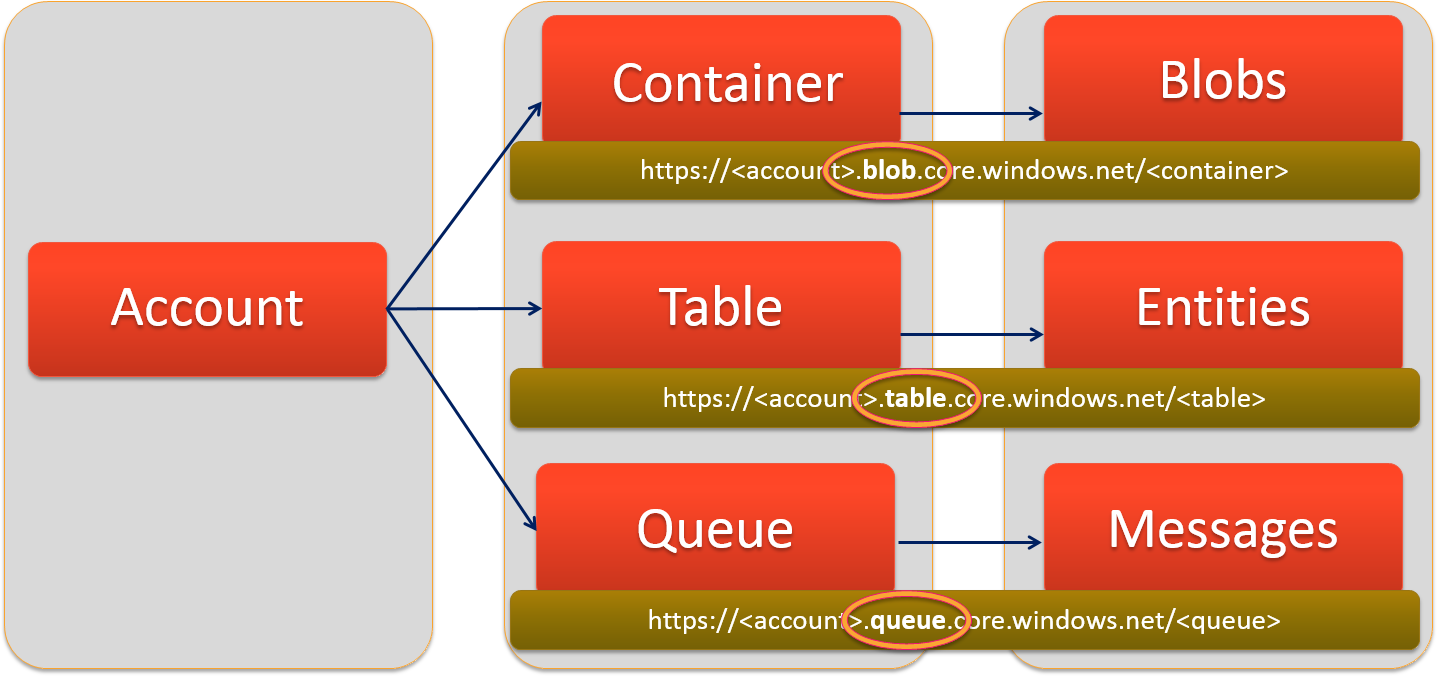 Container
Blobs
https://<account>.blob.core.windows.net/<container>
Account
Table
Entities
https://<account>.table.core.windows.net/<table>
Queue
Messages
https://<account>.queue.core.windows.net/<queue>